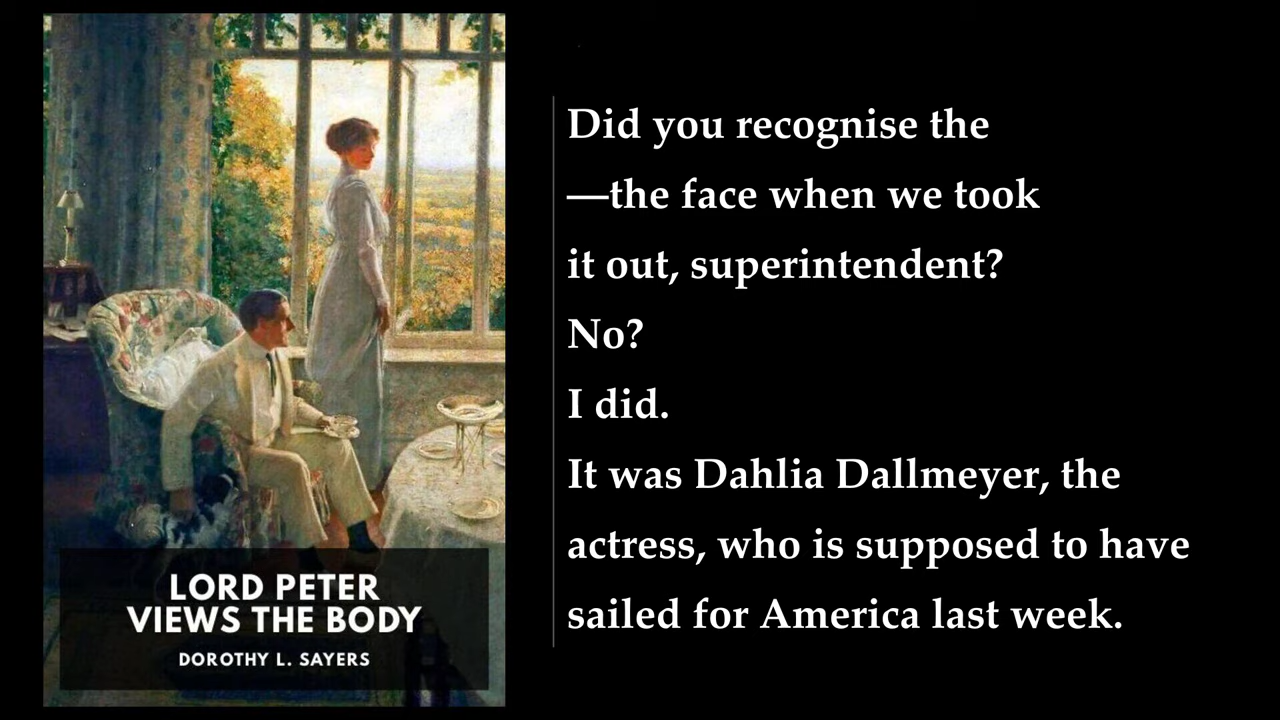 LORD PETER
VIEWS THE BODY
DOROTHY L. SAYERS
Did you recognise the
—the face when we took
it out, superintendent?
No?
I did.
It was Dahlia Dallmeyer, the
actress, who is supposed to have
sailed for America last week.